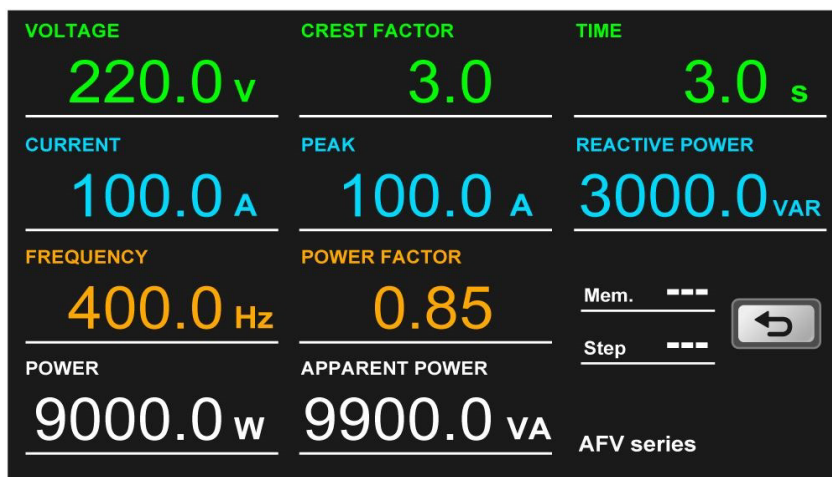 VOLTAGE CREST FACTOR TIME
220.0 V 3.0 3.0 s
CURRENT PEAK REACTIVE POWER
100.0 A 100.0 A 3000.0 VAR
FREQUENCY POWER FACTOR
400.0 Hz 0.85
Mem. ---
Step ---
POWER APPARENT POWER
9000.0 W 9900.0 VA
AFV series